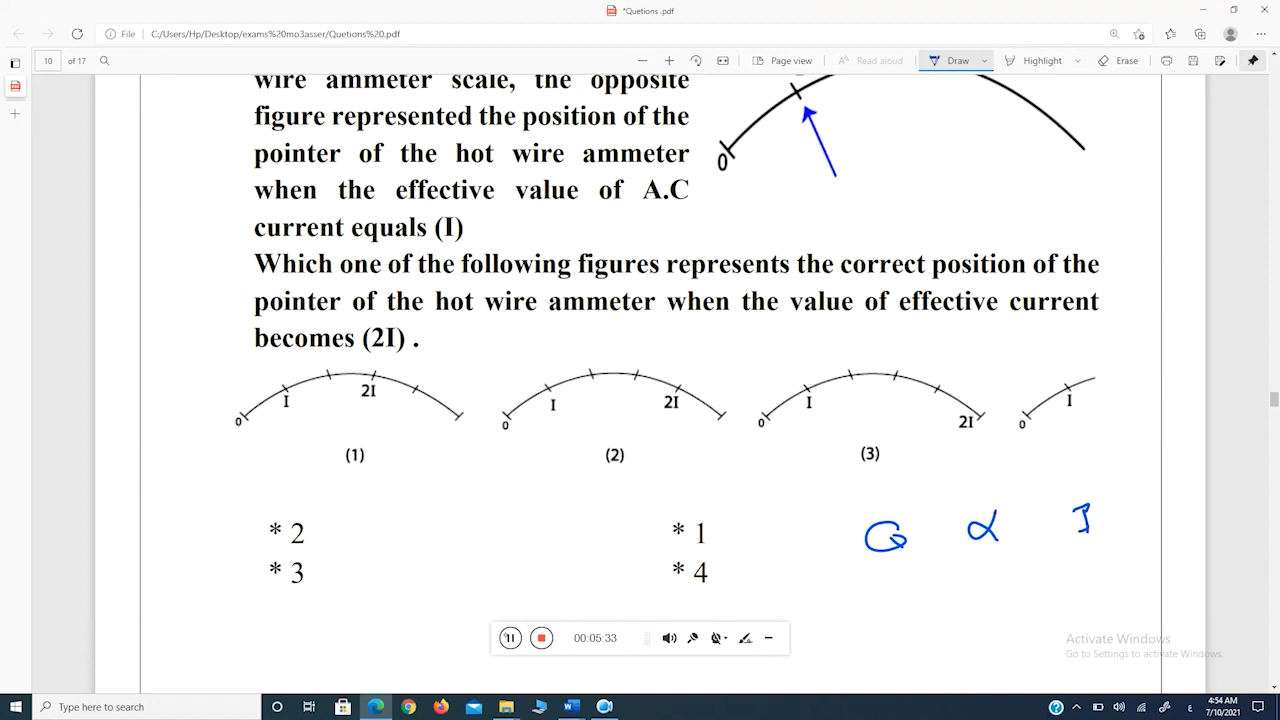 *Quetions .pdf
File C:/Users/Hp/Desktop/exams%20mo3asser/Quetions%20.pdf
10 of 17 Page view Read aloud Draw Highlight Erase
wire ammeter scale, the opposite
figure represented the position of the
pointer of the hot wire ammeter
when the effective value of A.C
current equals (I)
0
Which one of the following figures represents the correct position of the
pointer of the hot wire ammeter when the value of effective current
becomes (2I) .
0 I 2I 0 I 2I 0 I 2I 0 I
(1) (2) (3)
* 2 * 1
* 3 * 4
Q α I
00:05:33
Activate Windows
Go to Settings to activate Windows.
Type here to search
4:54 AM
7/10/2021